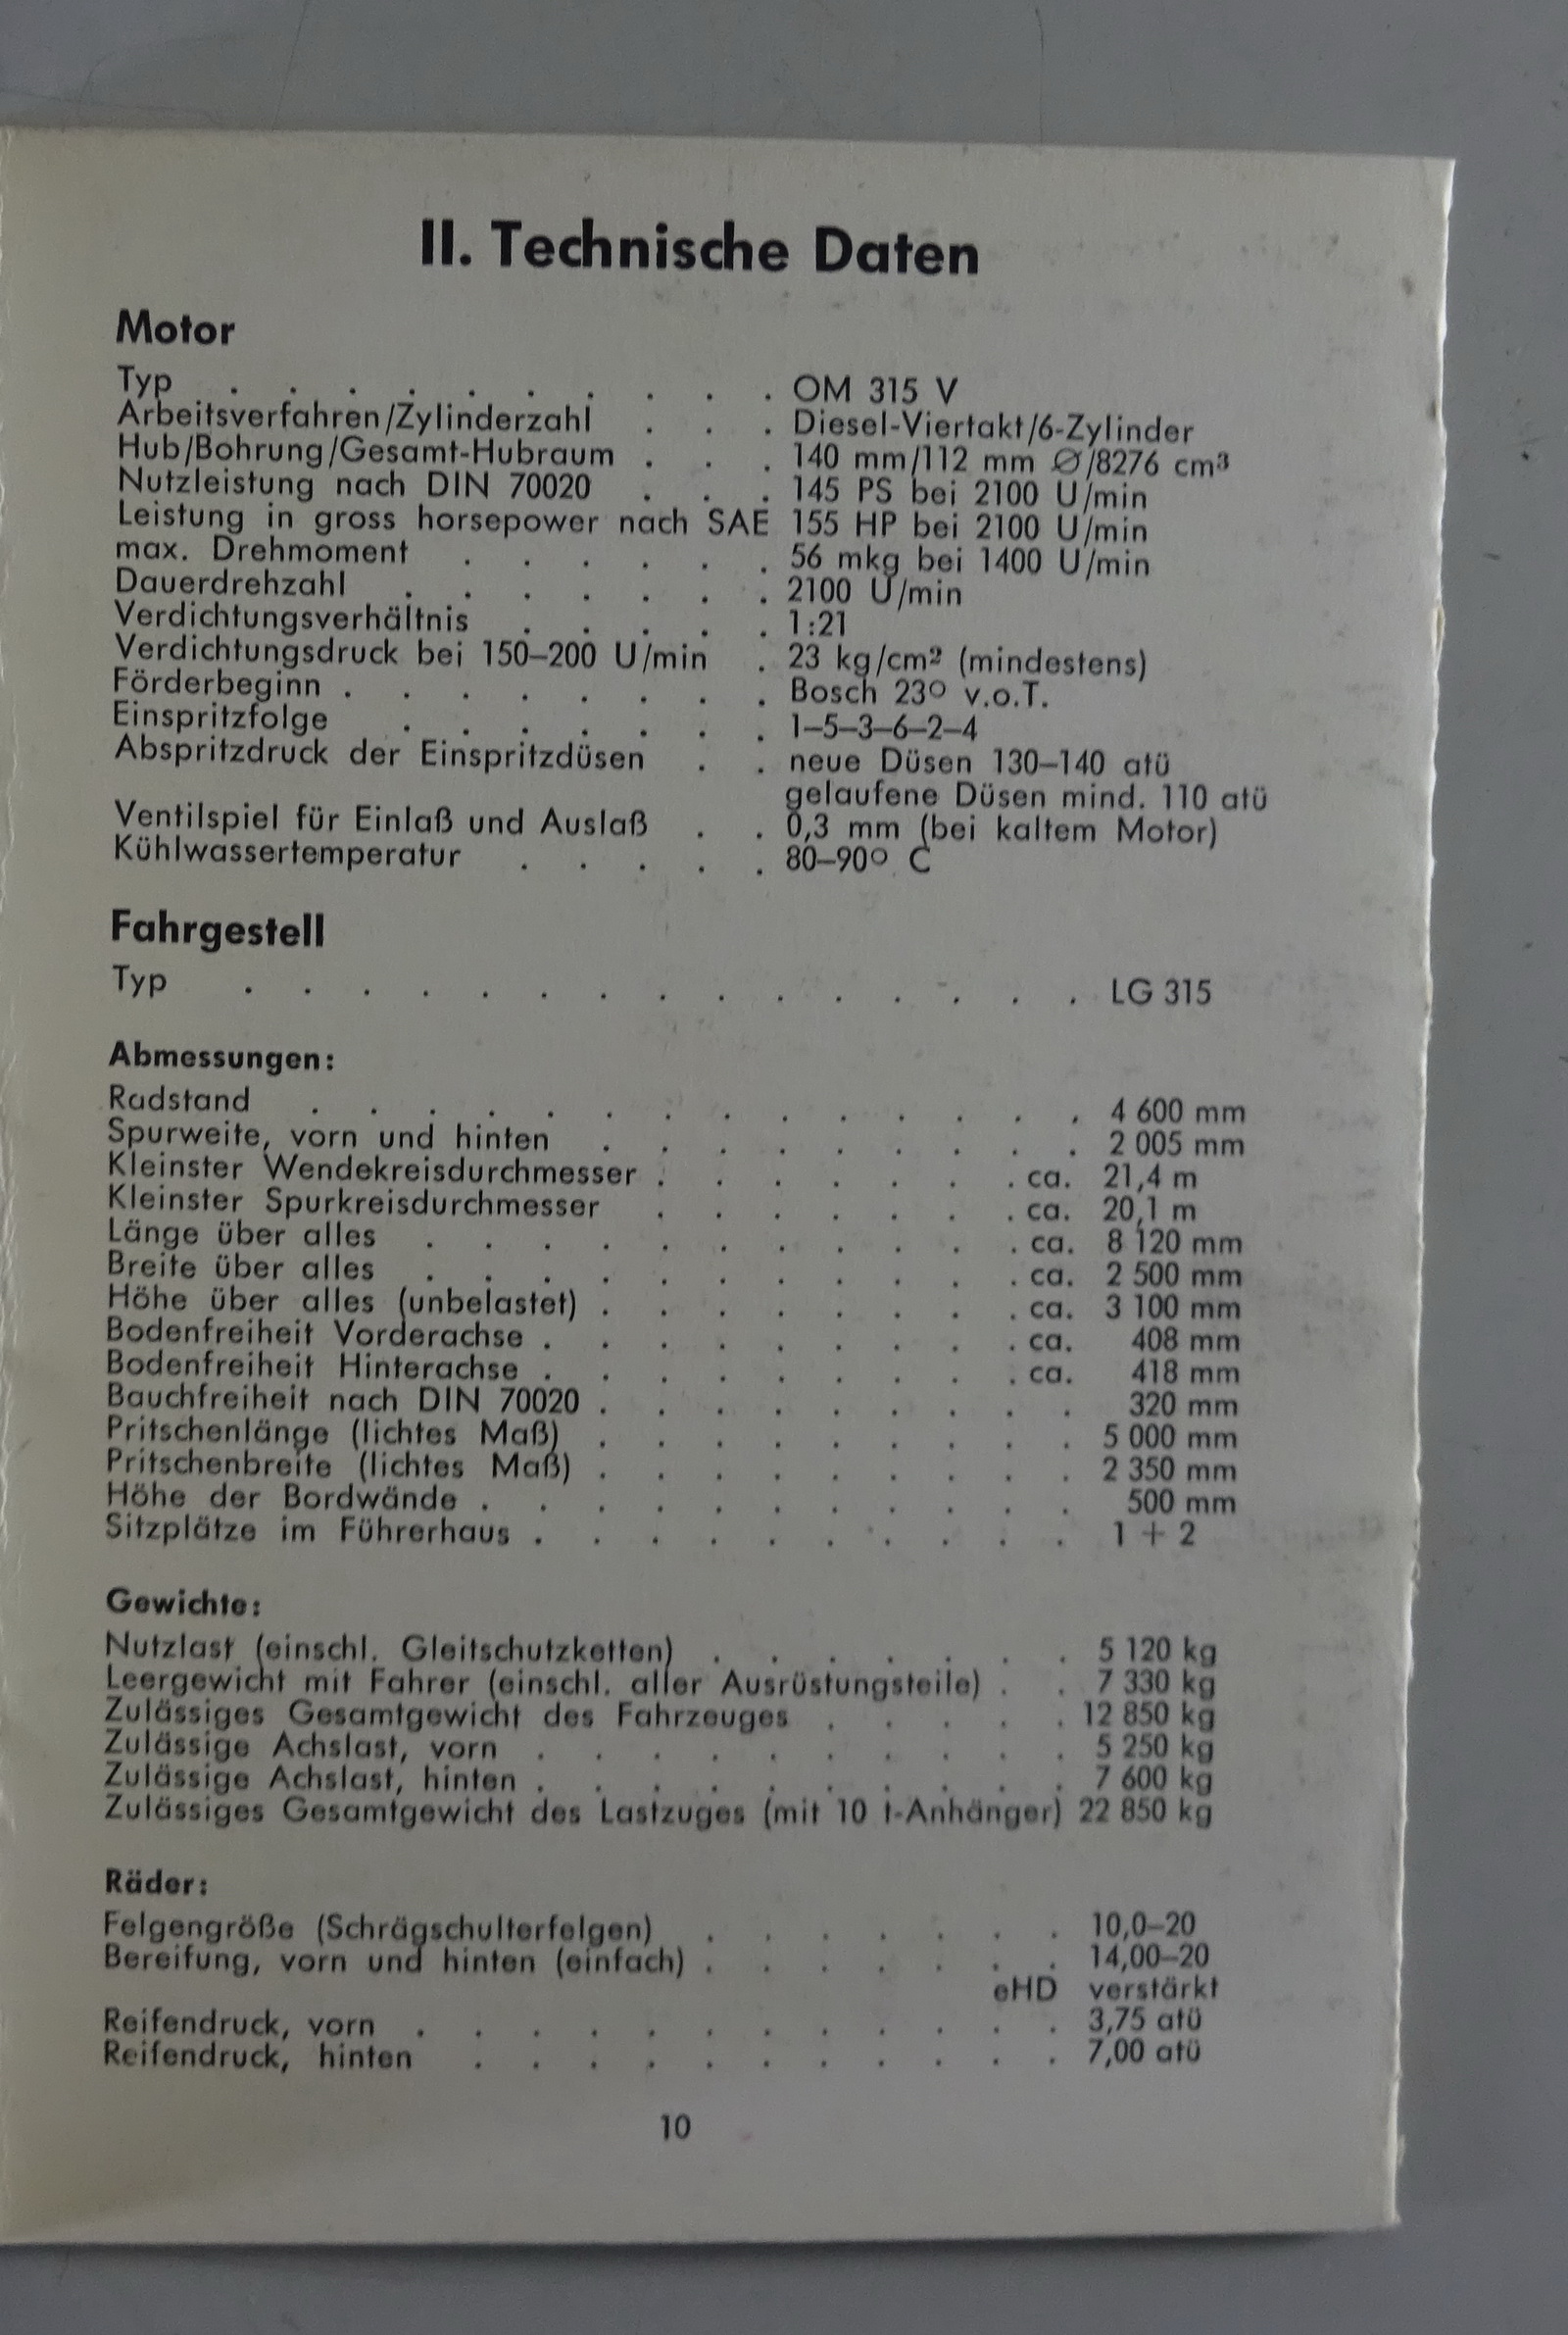 II. Technische Daten
Motor
Typ . . . . . . . . . . OM 315 V
Arbeitsverfahren/Zylinderzahl . . . Diesel-Viertakt/6-Zylinder
Hub/Bohrung/Gesamt-Hubraum . . . 140 mm/112 mm Ø/8276 cm³
Nutzleistung nach DIN 70020 . . . 145 PS bei 2100 U/min
Leistung in gross horsepower nach SAE 155 HP bei 2100 U/min
max. Drehmoment . . . . . . 56 mkg bei 1400 U/min
Dauerdrehzahl . . . . . . . 2100 U/min
Verdichtungsverhältnis . . . . . 1:21
Verdichtungsdruck bei 150–200 U/min . 23 kg/cm² (mindestens)
Förderbeginn . . . . . . . . Bosch 23° v.o.T.
Einspritzfolge . . . . . . . 1–5–3–6–2–4
Abspritzdruck der Einspritzdüsen . . neue Düsen 130–140 atü
gelaufene Düsen mind. 110 atü
Ventilspiel für Einlaß und Auslaß . . 0,3 mm (bei kaltem Motor)
Kühlwassertemperatur . . . . . 80–90° C
Fahrgestell
Typ . . . . . . . . . . . . . . . LG 315
Abmessungen:
Radstand . . . . . . . . . . . . . . 4 600 mm
Spurweite, vorn und hinten . . . . . . . . . 2 005 mm
Kleinster Wendekreisdurchmesser . . . . . . . ca. 21,4 m
Kleinster Spurkreisdurchmesser . . . . . . . ca. 20,1 m
Länge über alles . . . . . . . . . . . ca. 8 120 mm
Breite über alles . . . . . . . . . . . ca. 2 500 mm
Höhe über alles (unbelastet) . . . . . . . . ca. 3 100 mm
Bodenfreiheit Vorderachse . . . . . . . . . ca. 408 mm
Bodenfreiheit Hinterachse . . . . . . . . . ca. 418 mm
Bauchfreiheit nach DIN 70020 . . . . . . . . . 320 mm
Pritschenlänge (lichtes Maß) . . . . . . . . . 5 000 mm
Pritschenbreite (lichtes Maß) . . . . . . . . . 2 350 mm
Höhe der Bordwände . . . . . . . . . . . 500 mm
Sitzplätze im Führerhaus . . . . . . . . . . 1 + 2
Gewichte:
Nutzlast (einschl. Gleitschutzketten) . . . . . . . 5 120 kg
Leergewicht mit Fahrer (einschl. aller Ausrüstungsteile) . . 7 330 kg
Zulässiges Gesamtgewicht des Fahrzeuges . . . . . 12 850 kg
Zulässige Achslast, vorn . . . . . . . . . . 5 250 kg
Zulässige Achslast, hinten . . . . . . . . . . 7 600 kg
Zulässiges Gesamtgewicht des Lastzuges (mit 10 t-Anhänger) 22 850 kg
Räder:
Felgengröße (Schrägschulterfelgen) . . . . . . . 10,0–20
Bereifung, vorn und hinten (einfach) . . . . . . . 14,00–20
eHD verstärkt
Reifendruck, vorn . . . . . . . . . . . . 3,75 atü
Reifendruck, hinten . . . . . . . . . . . 7,00 atü
10